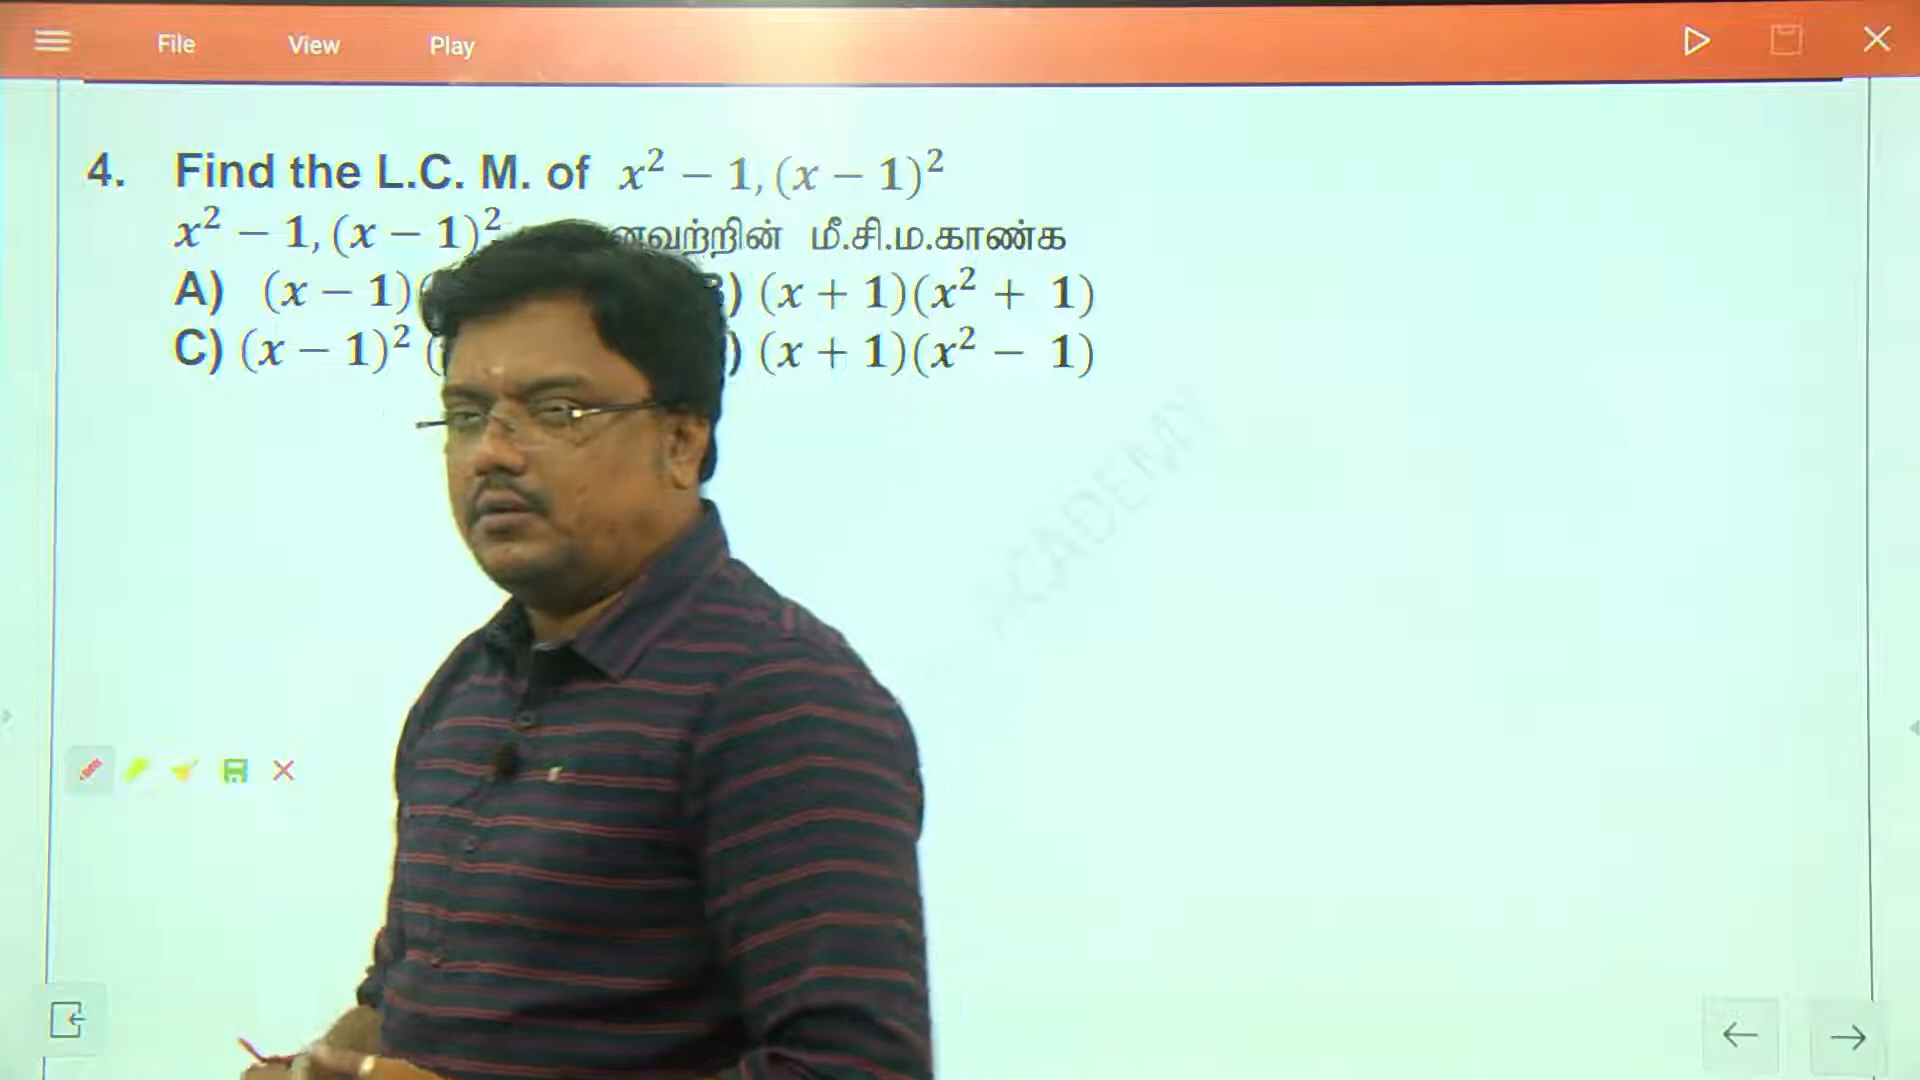 File View Play
4. Find the L.C. M. of x² − 1, (x − 1)²
x² − 1, (x − 1)² மீ.சி.ம.காண்க
A) (x − 1) B) (x + 1)(x² + 1)
C) (x − 1)² ) (x + 1)(x² − 1)
ACADEMY